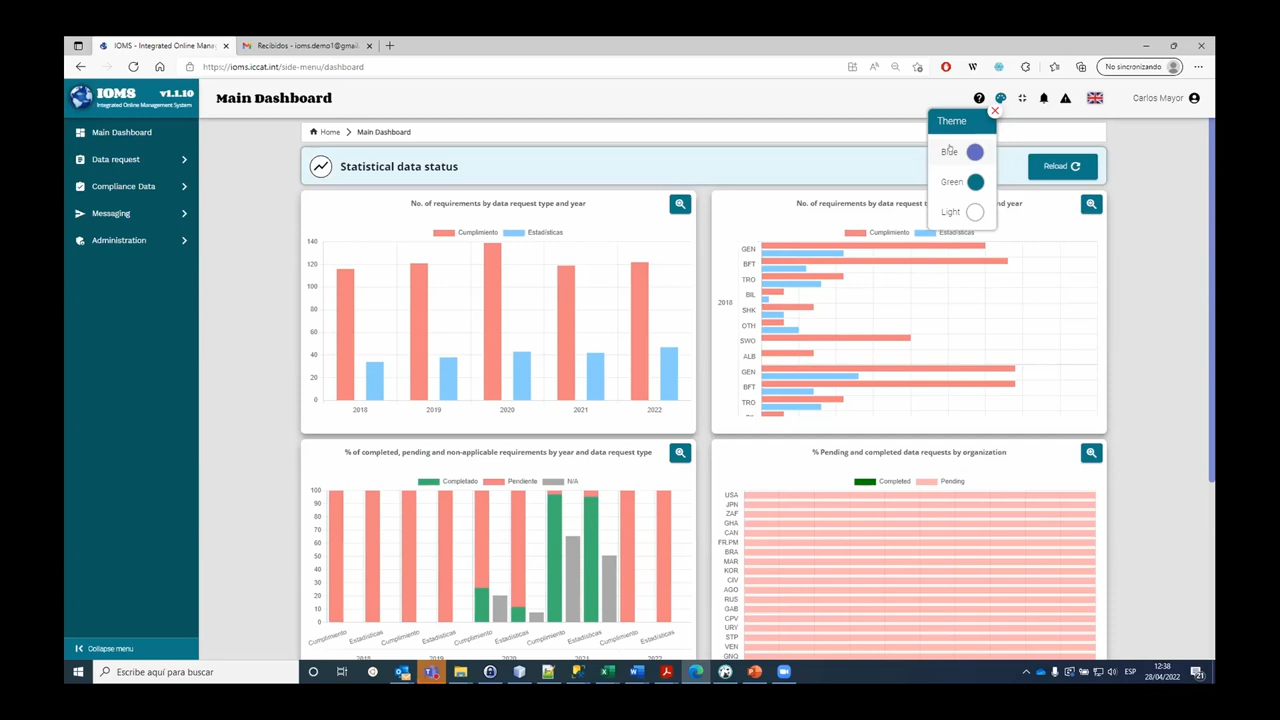 IOMS - Integrated Online Mana
Recibidos - ioms.demo1@gmail.
https://ioms.iccat.int/side-menu/dashboard
No sincronizando
IOMS v1.1.10
Integrated Online Management System
Main Dashboard
Carlos Mayor
Main Dashboard
Data request
Compliance Data
Messaging
Administration
Collapse menu
Home
Main Dashboard
Theme
Blue
Green
Light
Statistical data status
Reload
No. of requirements by data request type and year
Cumplimiento Estadísticas
140
120
100
80
60
40
20
0
2018 2019 2020 2021 2022
No. of requirements by data request t
year
Cumplimiento Estadísticas
GEN
BFT
TRO
BIL
2018
SHK
OTH
SWO
ALB
GEN
BFT
TRO
% of completed, pending and non-applicable requirements by year and data request type
Completado Pendiente N/A
100
90
80
70
60
50
40
30
20
10
0
Cumplimiento Estadísticas Cumplimiento Estadísticas Cumplimiento Estadísticas Cumplimiento Estadísticas Cumplimiento Estadísticas
2018 2019 2020 2021 2022
% Pending and completed data requests by organization
Completed Pending
USA
JPN
ZAF
GHA
CAN
FR.PM
BRA
MAR
KOR
CIV
AGO
RUS
GAB
CPV
URY
STP
VEN
GNQ
Escribe aquí para buscar
ESP
12:38
28/04/2022
21